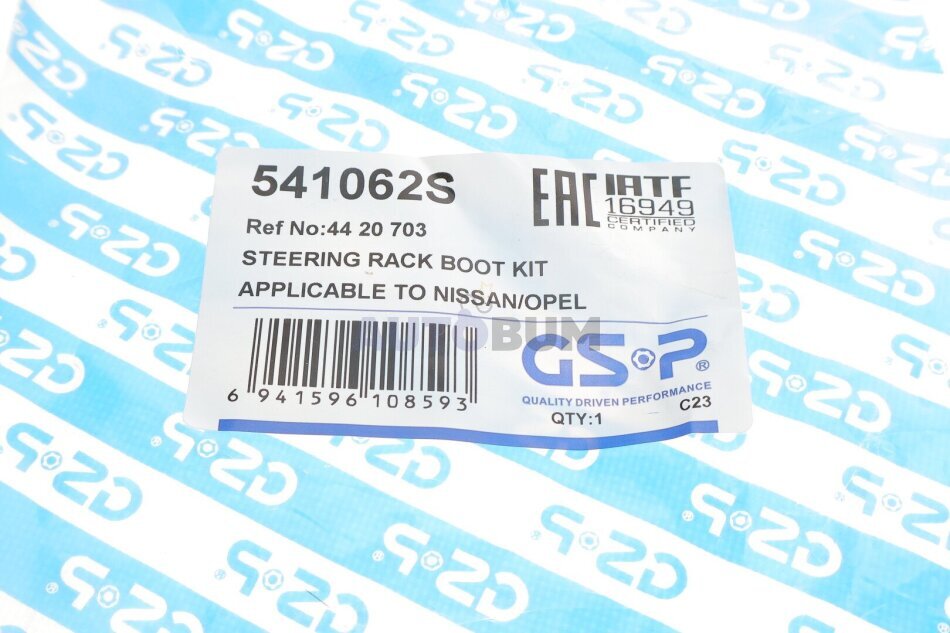 541062S
EAC IATF
16949
CERTIFIED
COMPANY
Ref No:44 20 703
STEERING RACK BOOT KIT
APPLICABLE TO NISSAN/OPEL
AUTOBUM
GSP®
QUALITY DRIVEN PERFORMANCE
6 941596 108593
QTY:1 C23